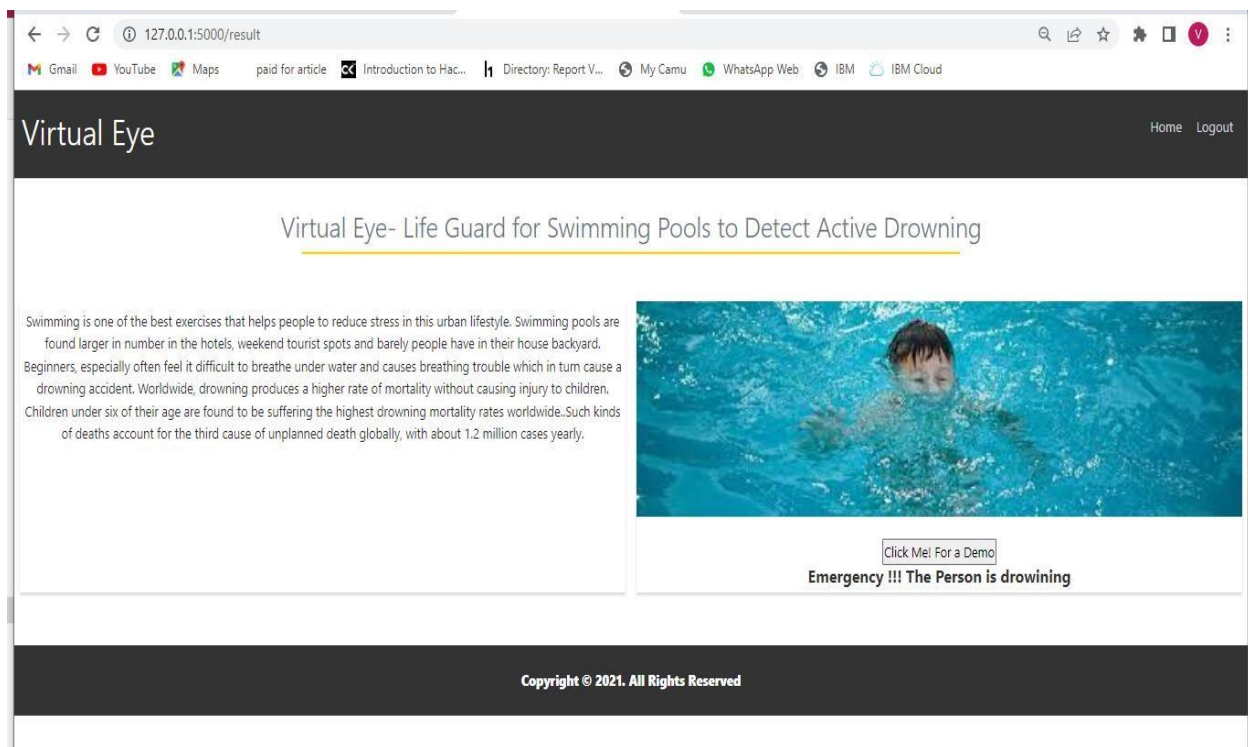 127.0.0.1:5000/result
V
Gmail YouTube Maps paid for article Introduction to Hac... Directory: Report V... My Camu WhatsApp Web IBM IBM Cloud
Virtual Eye
Home Logout
Virtual Eye- Life Guard for Swimming Pools to Detect Active Drowning
Swimming is one of the best exercises that helps people to reduce stress in this urban lifestyle. Swimming pools are
found larger in number in the hotels, weekend tourist spots and barely people have in their house backyard.
Beginners, especially often feel it difficult to breathe under water and causes breathing trouble which in turn cause a
drowning accident. Worldwide, drowning produces a higher rate of mortality without causing injury to children.
Children under six of their age are found to be suffering the highest drowning mortality rates worldwide..Such kinds
of deaths account for the third cause of unplanned death globally, with about 1.2 million cases yearly.
Click Me! For a Demo
Emergency !!! The Person is drowining
Copyright © 2021. All Rights Reserved